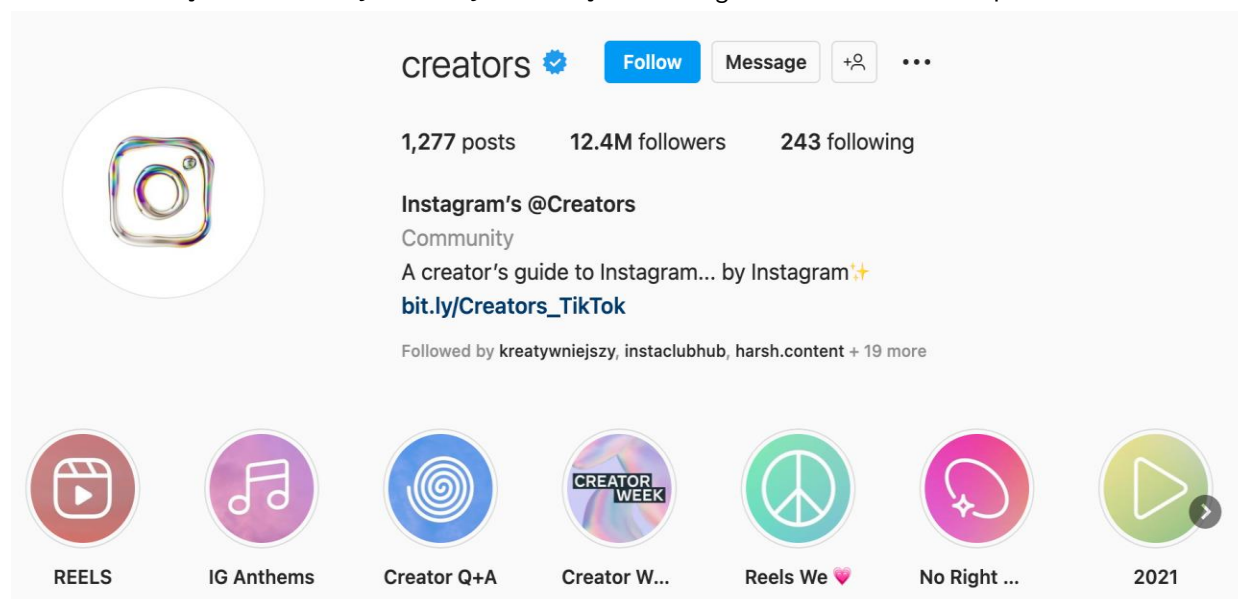 creators Follow Message
1,277 posts 12.4M followers 243 following
Instagram's @Creators
Community
A creator's guide to Instagram... by Instagram✨
bit.ly/Creators_TikTok
Followed by kreatywniejszy, instaclubhub, harsh.content + 19 more
CREATOR
WEEK
REELS IG Anthems Creator Q+A Creator W... Reels We 💗 No Right ... 2021